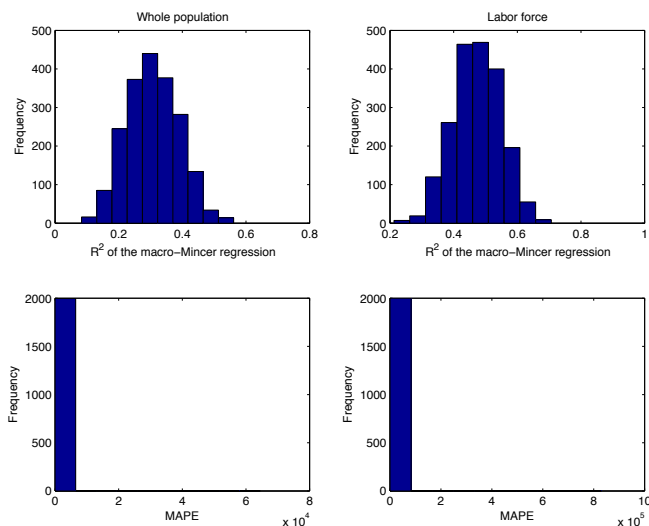 Whole population
500
400
300
200
100
0
Frequency
0 0.2 0.4 0.6 0.8
R² of the macro−Mincer regression
Labor force
500
400
300
200
100
0
Frequency
0.2 0.4 0.6 0.8 1
R² of the macro−Mincer regression
2000
1500
1000
500
0
Frequency
0 2 4 6 8
MAPE
x 10⁴
2000
1500
1000
500
0
Frequency
0 2 4 6 8 10
MAPE
x 10⁵